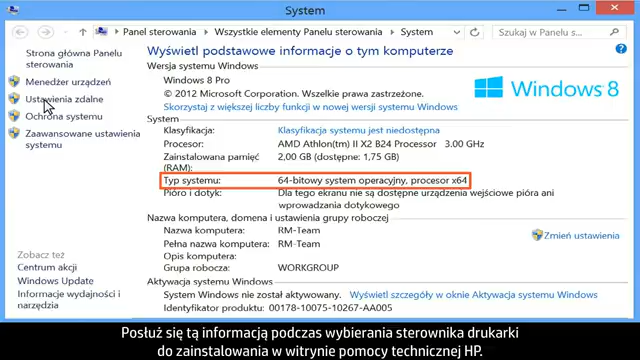 System
Panel sterowania
Wszystkie elementy Panelu sterowania
System
Szukaj w Panelu s...
Strona główna Panelu
sterowania
Menedżer urządzeń
Ustawienia zdalne
Ochrona systemu
Zaawansowane ustawienia
systemu
Zobacz też
Centrum akcji
Windows Update
Informacje wydajności i
narzędzia
Wyświetl podstawowe informacje o tym komputerze
Wersja systemu Windows
Windows 8 Pro
© 2012 Microsoft Corporation. Wszelkie prawa zastrzeżone.
Skorzystaj z większej liczby funkcji w nowej wersji systemu Windows
Windows 8
System
Klasyfikacja: Klasyfikacja systemu jest niedostępna
Procesor: AMD Athlon(tm) II X2 B24 Processor 3.00 GHz
Zainstalowana pamięć 2,00 GB (dostępne: 1,75 GB)
(RAM):
Typ systemu: 64-bitowy system operacyjny, procesor x64
Pióro i dotyk: Dla tego ekranu nie są dostępne urządzenia wejściowe pióra ani
wprowadzania dotykowego
Nazwa komputera, domena i ustawienia grupy roboczej
Nazwa komputera: RM-Team
Zmień ustawienia
Pełna nazwa komputera: RM-Team
Opis komputera:
Grupa robocza: WORKGROUP
Aktywacja systemu Windows
System Windows nie został aktywowany. Wyświetl szczegóły w oknie Aktywacja systemu Windows.
Identyfikator produktu: 00178-10075-10267-AA005
Posłuż się tą informacją podczas wybierania sterownika drukarki
do zainstalowania w witrynie pomocy technicznej HP.